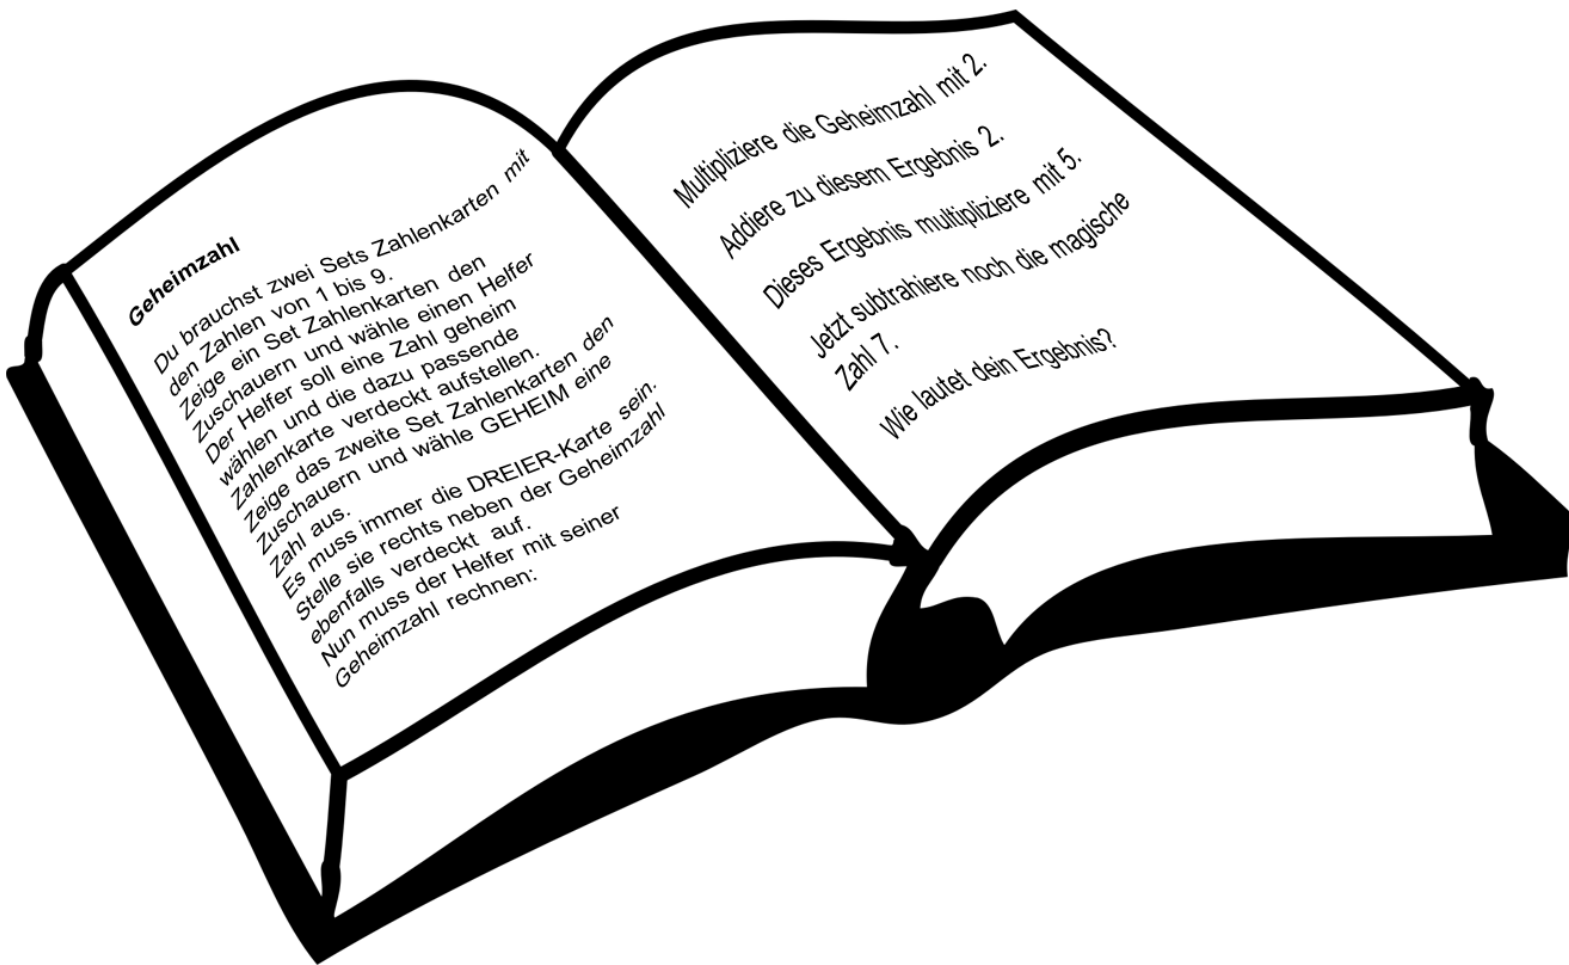 Geheimzahl
Du brauchst zwei Sets Zahlenkarten mit
den Zahlen von 1 bis 9.
Zeige ein Set Zahlenkarten den
Zuschauern und wähle einen Helfer
Der Helfer soll eine Zahl geheim
wählen und die dazu passende
Zahlenkarte verdeckt aufstellen.
Zeige das zweite Set Zahlenkarten den
Zuschauern und wähle GEHEIM eine
Zahl aus.
Es muss immer die DREIER-Karte sein.
Stelle sie rechts neben der Geheimzahl
ebenfalls verdeckt auf.
Nun muss der Helfer mit seiner
Geheimzahl rechnen:
Multipliziere die Geheimzahl mit 2.
Addiere zu diesem Ergebnis 2.
Dieses Ergebnis multipliziere mit 5.
Jetzt subtrahiere noch die magische
Zahl 7.
Wie lautet dein Ergebnis?